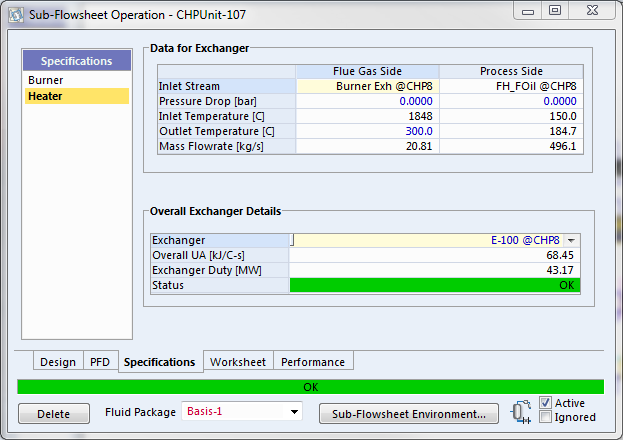 Sub-Flowsheet Operation - CHPUnit-107
Specifications
Burner
Heater
Data for Exchanger
Flue Gas Side Process Side
Inlet Stream Burner Exh @CHP8 FH_FOil @CHP8
Pressure Drop [bar] 0.0000 0.0000
Inlet Temperature [C] 1848 150.0
Outlet Temperature [C] 300.0 184.7
Mass Flowrate [kg/s] 20.81 496.1
Overall Exchanger Details
Exchanger E-100 @CHP8
Overall UA [kJ/C-s] 68.45
Exchanger Duty [MW] 43.17
Status OK
Design PFD Specifications Worksheet Performance
OK
Delete Fluid Package Basis-1 Sub-Flowsheet Environment... Active
Ignored